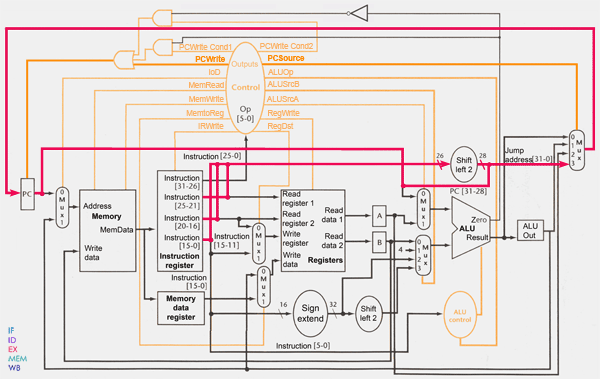 PCWrite Cond1
PCWrite Cond2
PCWrite
PCSource
Outputs
IoD
ALUOp
MemRead
ALUSrcB
Control
MemWrite
ALUSrcA
MemtoReg
RegWrite
Op
[5-0]
IRWrite
RegDst
Instruction [25-0]
26
28
Shift
left 2
Jump
address[31-0]
0
1
2
3
Mux
PC
0
Mux
1
Address
Memory
MemData
Write
data
Instruction
[31-26]
Instruction
[25-21]
Instruction
[20-16]
Instruction
[15-0]
Instruction
register
Instruction
[15-11]
0
Mux
1
Read
register 1
Read
register 2
Write
register
Write
data
Read
data 1
Read
data 2
Registers
A
B
4
0
Mux
1
0
1
2
3
Mux
PC [31-28]
Zero
ALU
Result
ALU
Out
Instruction
[15-0]
Memory
data
register
0
Mux
1
16
Sign
extend
32
Shift
left 2
ALU
control
Instruction [5-0]
IF
ID
EX
MEM
WB